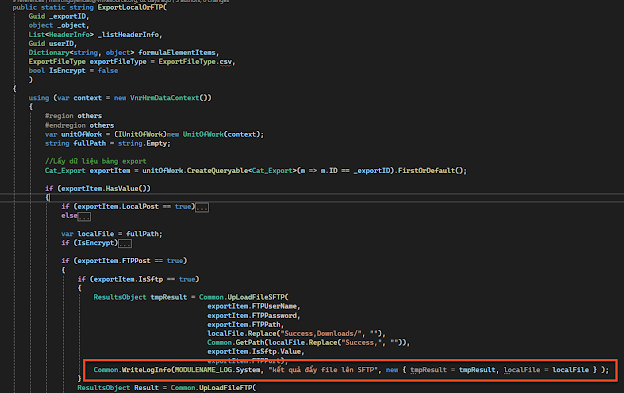 public static string ExportLocalOrFTP(
Guid _exportID,
object _object,
List<HeaderInfo> _listHeaderInfo,
Guid userID,
Dictionary<string, object> formulaElementItems,
ExportFileType exportFileType = ExportFileType.csv,
bool IsEncrypt = false
)
{
using (var context = new VnrHrmDataContext())
{
#region others
#endregion others
var unitOfWork = (IUnitOfWork)new UnitOfWork(context);
string fullPath = string.Empty;
//Lấy dữ liệu bảng export
Cat_Export exportItem = unitOfWork.CreateQueryable<Cat_Export>(m => m.ID == _exportID).FirstOrDefault();
if (exportItem.HasValue())
{
if (exportItem.LocalPost == true)...
else...
var localFile = fullPath;
if (IsEncrypt)...
if (exportItem.FTPPost == true)
{
if (exportItem.IsSftp == true)
{
ResultsObject tmpResult = Common.UpLoadFileSFTP(
exportItem.FTPUserName,
exportItem.FTPPassword,
exportItem.FTPPath,
localFile.Replace("Success,Downloads/", ""),
Common.GetPath(localFile.Replace("Success,", "")),
exportItem.IsSftp.Value,
exportItem.FTPPort);
Common.WriteLogInfo(MODULENAME_LOG.System, "Kết quả đẩy file lên SFTP", new { tmpResult = tmpResult, localFile = localFile } );
}
ResultsObject Result = Common.UpLoadFileFTP(